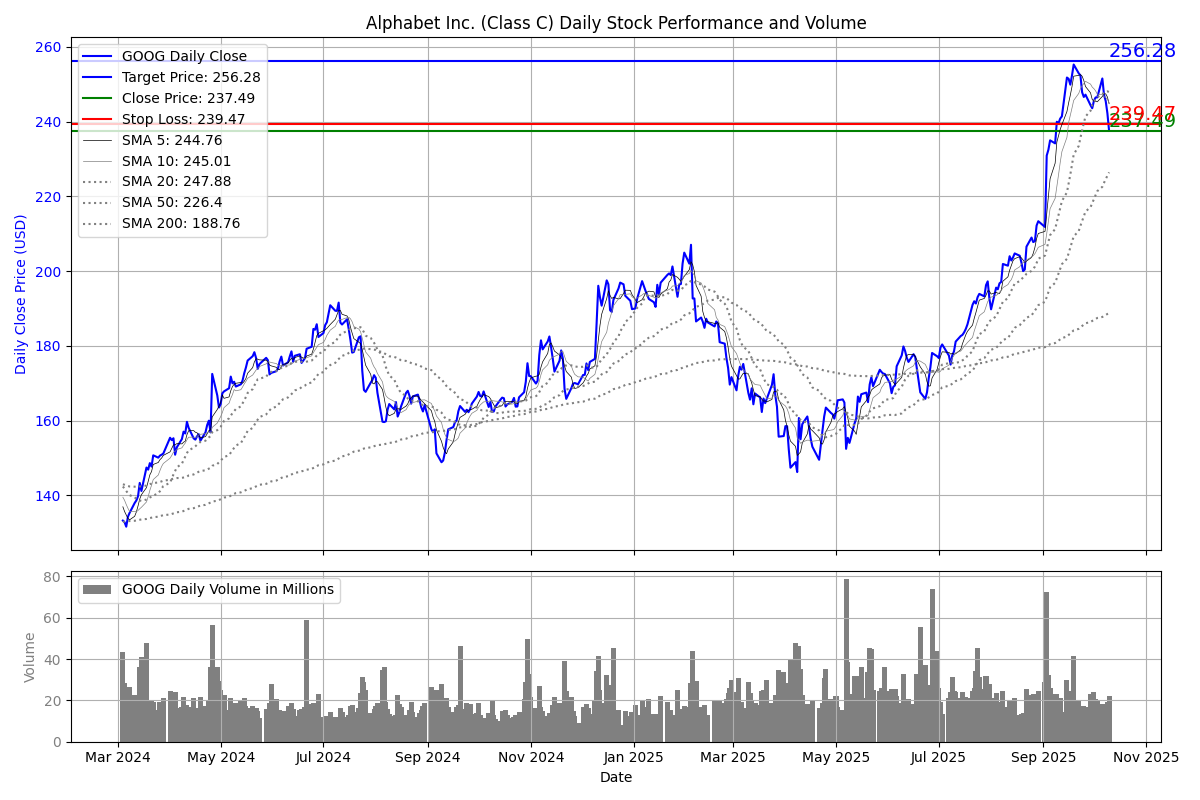 Alphabet Inc. (Class C) Daily Stock Performance and Volume
260
240
220
200
180
160
140
Daily Close Price (USD)
GOOG Daily Close
Target Price: 256.28
Close Price: 237.49
Stop Loss: 239.47
SMA 5: 244.76
SMA 10: 245.01
SMA 20: 247.88
SMA 50: 226.4
SMA 200: 188.76
256.28
239.47
237.49
80
60
40
20
0
Volume
GOOG Daily Volume in Millions
Mar 2024 May 2024 Jul 2024 Sep 2024 Nov 2024 Jan 2025 Mar 2025 May 2025 Jul 2025 Sep 2025 Nov 2025
Date